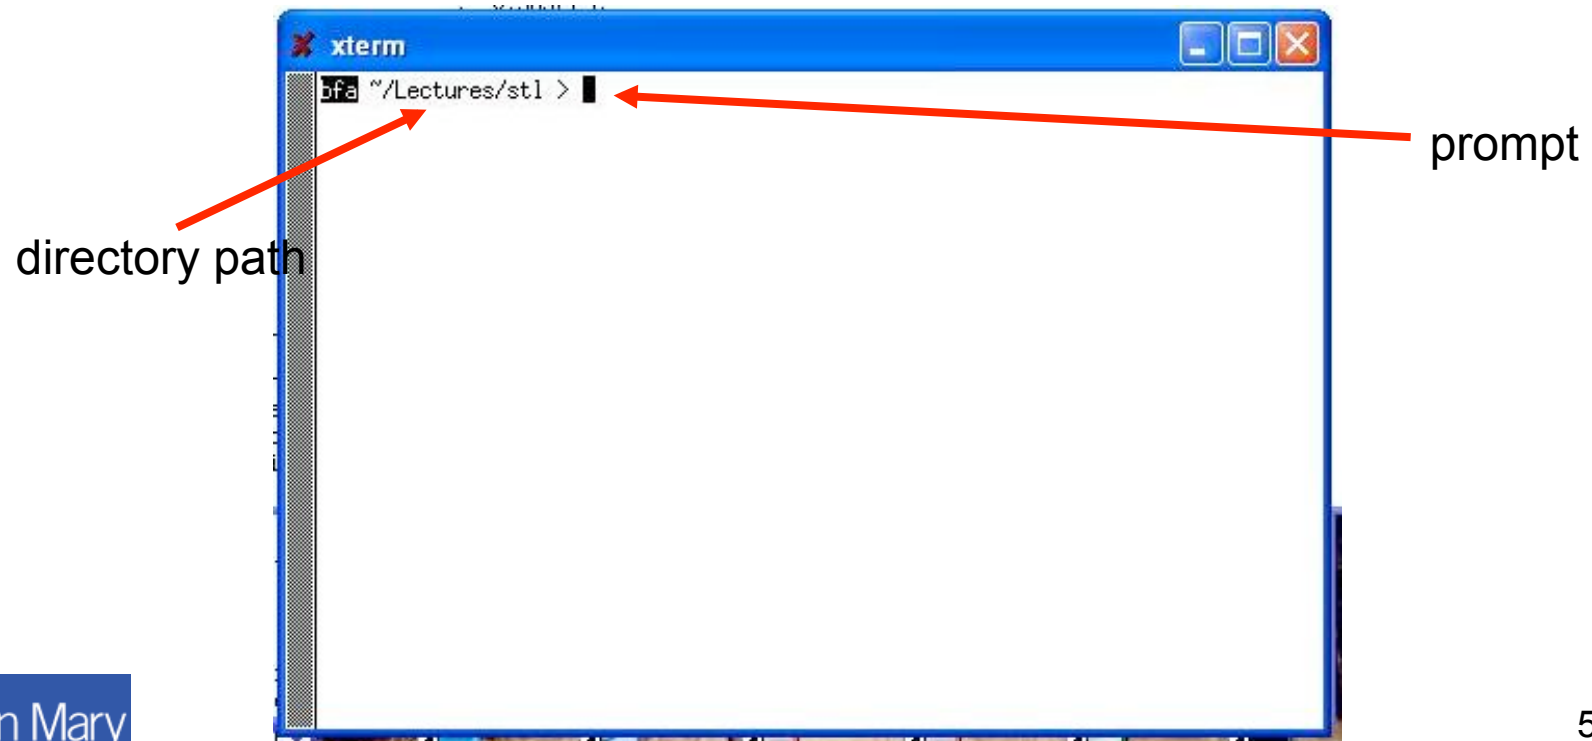 xterm
bfa ~/Lectures/stl >
prompt
directory path
n Mary
5